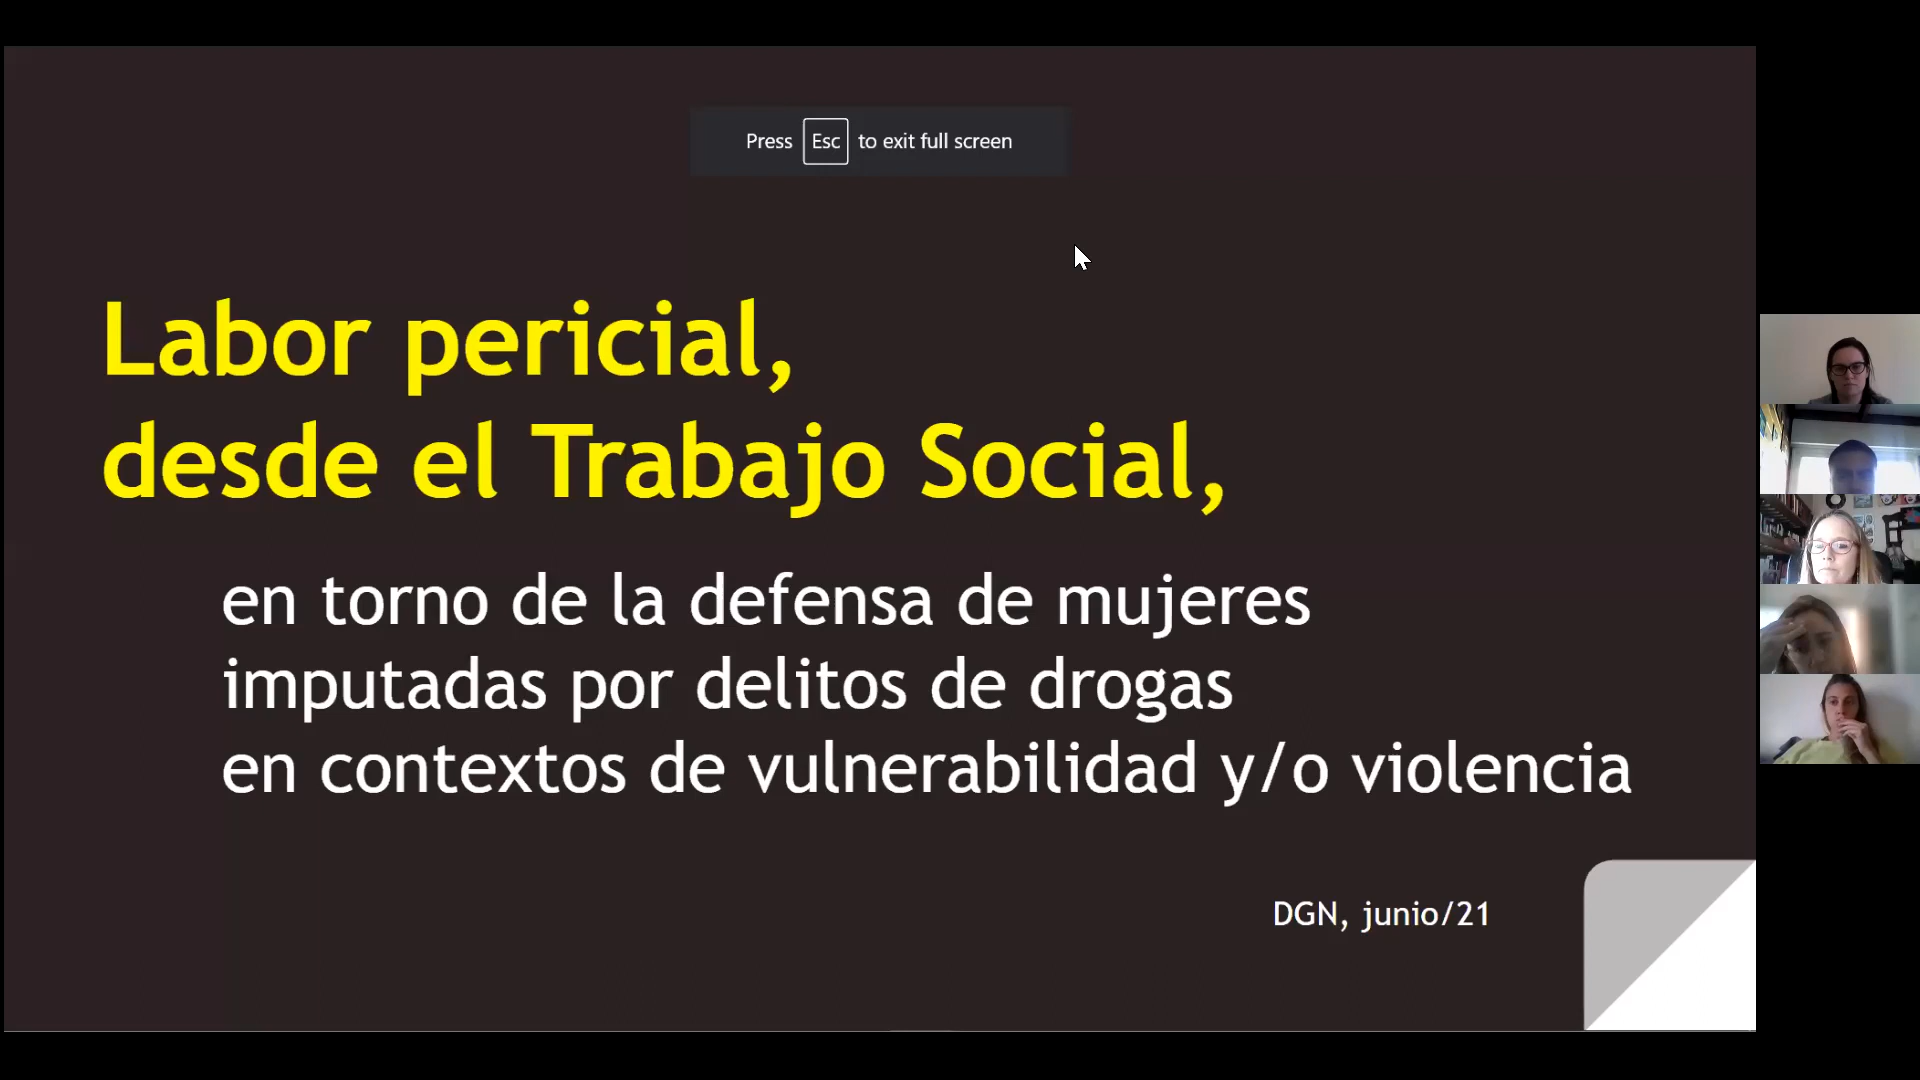 Press Esc to exit full screen
Labor pericial,
desde el Trabajo Social,
en torno de la defensa de mujeres
imputadas por delitos de drogas
en contextos de vulnerabilidad y/o violencia
DGN, junio/21